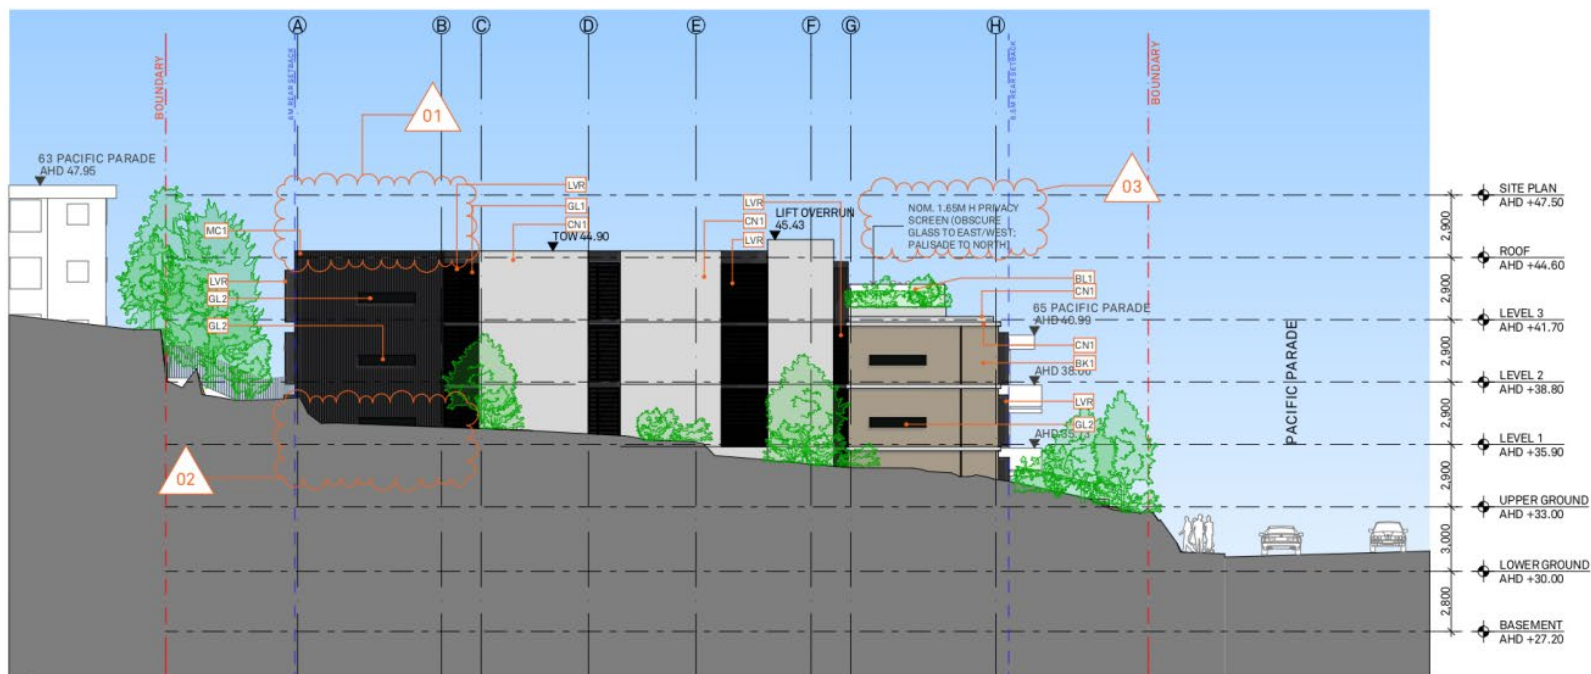 A
B
C
D
E
F
G
H
BOUNDARY
6M REAR SETBACK
BOUNDARY
01
63 PACIFIC PARADE
AHD 47.95
LVR
GL1
CN1
MC1
LVR
GL2
GL2
TOW 44.90
LVR
CN1
LVR
LIFT OVERRUN
45.43
03
NOM. 1.65M H PRIVACY
SCREEN (OBSCURE
GLASS TO EAST/WEST;
PALISADE TO NORTH)
BL1
CN1
65 PACIFIC PARADE
AHD 40.99
CN1
BK1
LVR
GL2
02
PACIFIC PARADE
2,900
2,900
2,900
2,900
2,900
3,000
2,800
SITE PLAN
AHD +47.50
ROOF
AHD +44.60
LEVEL 3
AHD +41.70
LEVEL 2
AHD +38.80
LEVEL 1
AHD +35.90
UPPER GROUND
AHD +33.00
LOWER GROUND
AHD +30.00
BASEMENT
AHD +27.20